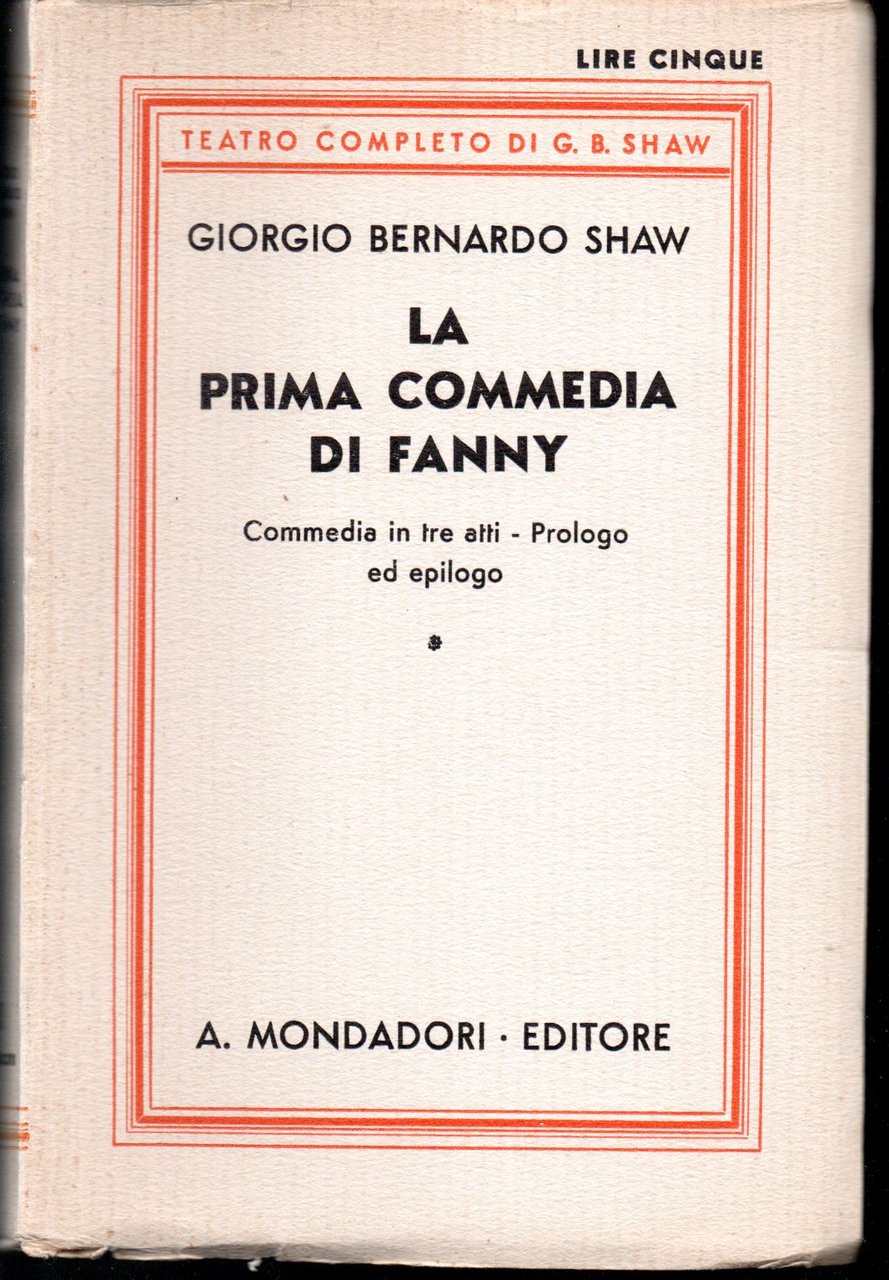 LIRE CINQUE
TEATRO COMPLETO DI G. B. SHAW
GIORGIO BERNARDO SHAW
LA
PRIMA COMMEDIA
DI FANNY
Commedia in tre atti - Prologo
ed epilogo
A. MONDADORI · EDITORE